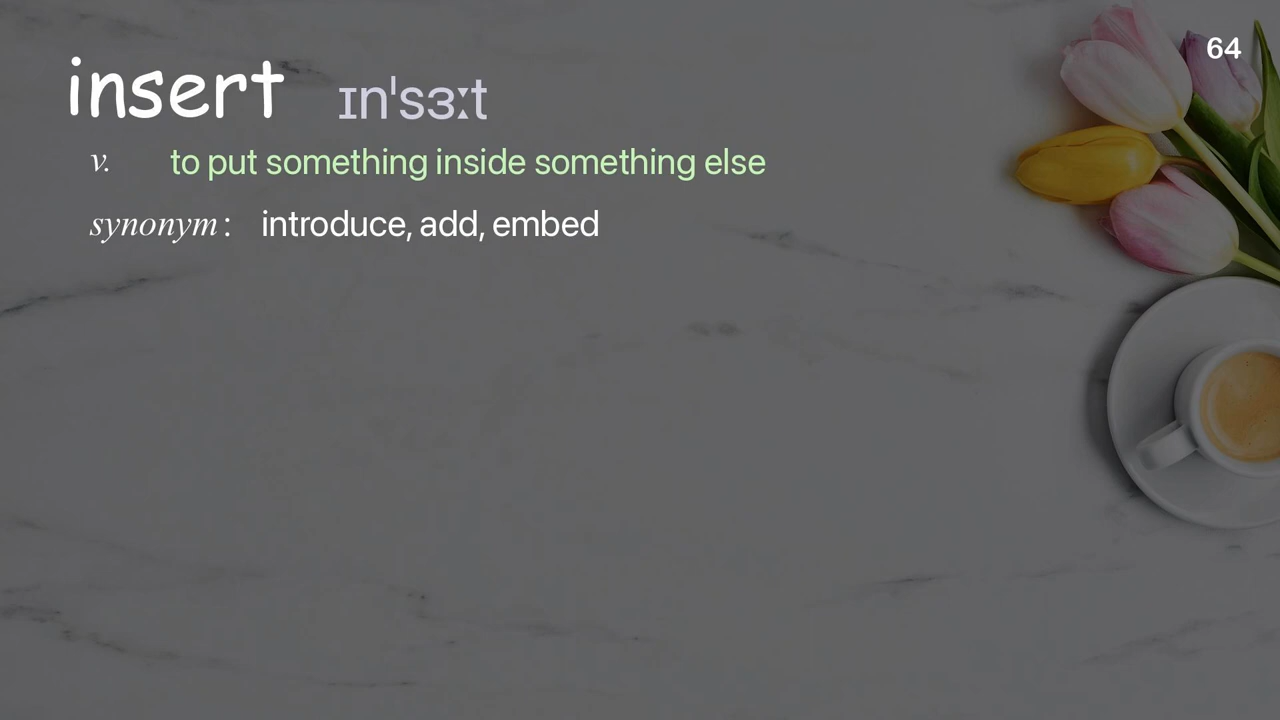 64
insert ɪnˈsɜːt
v. to put something inside something else
synonym: introduce, add, embed